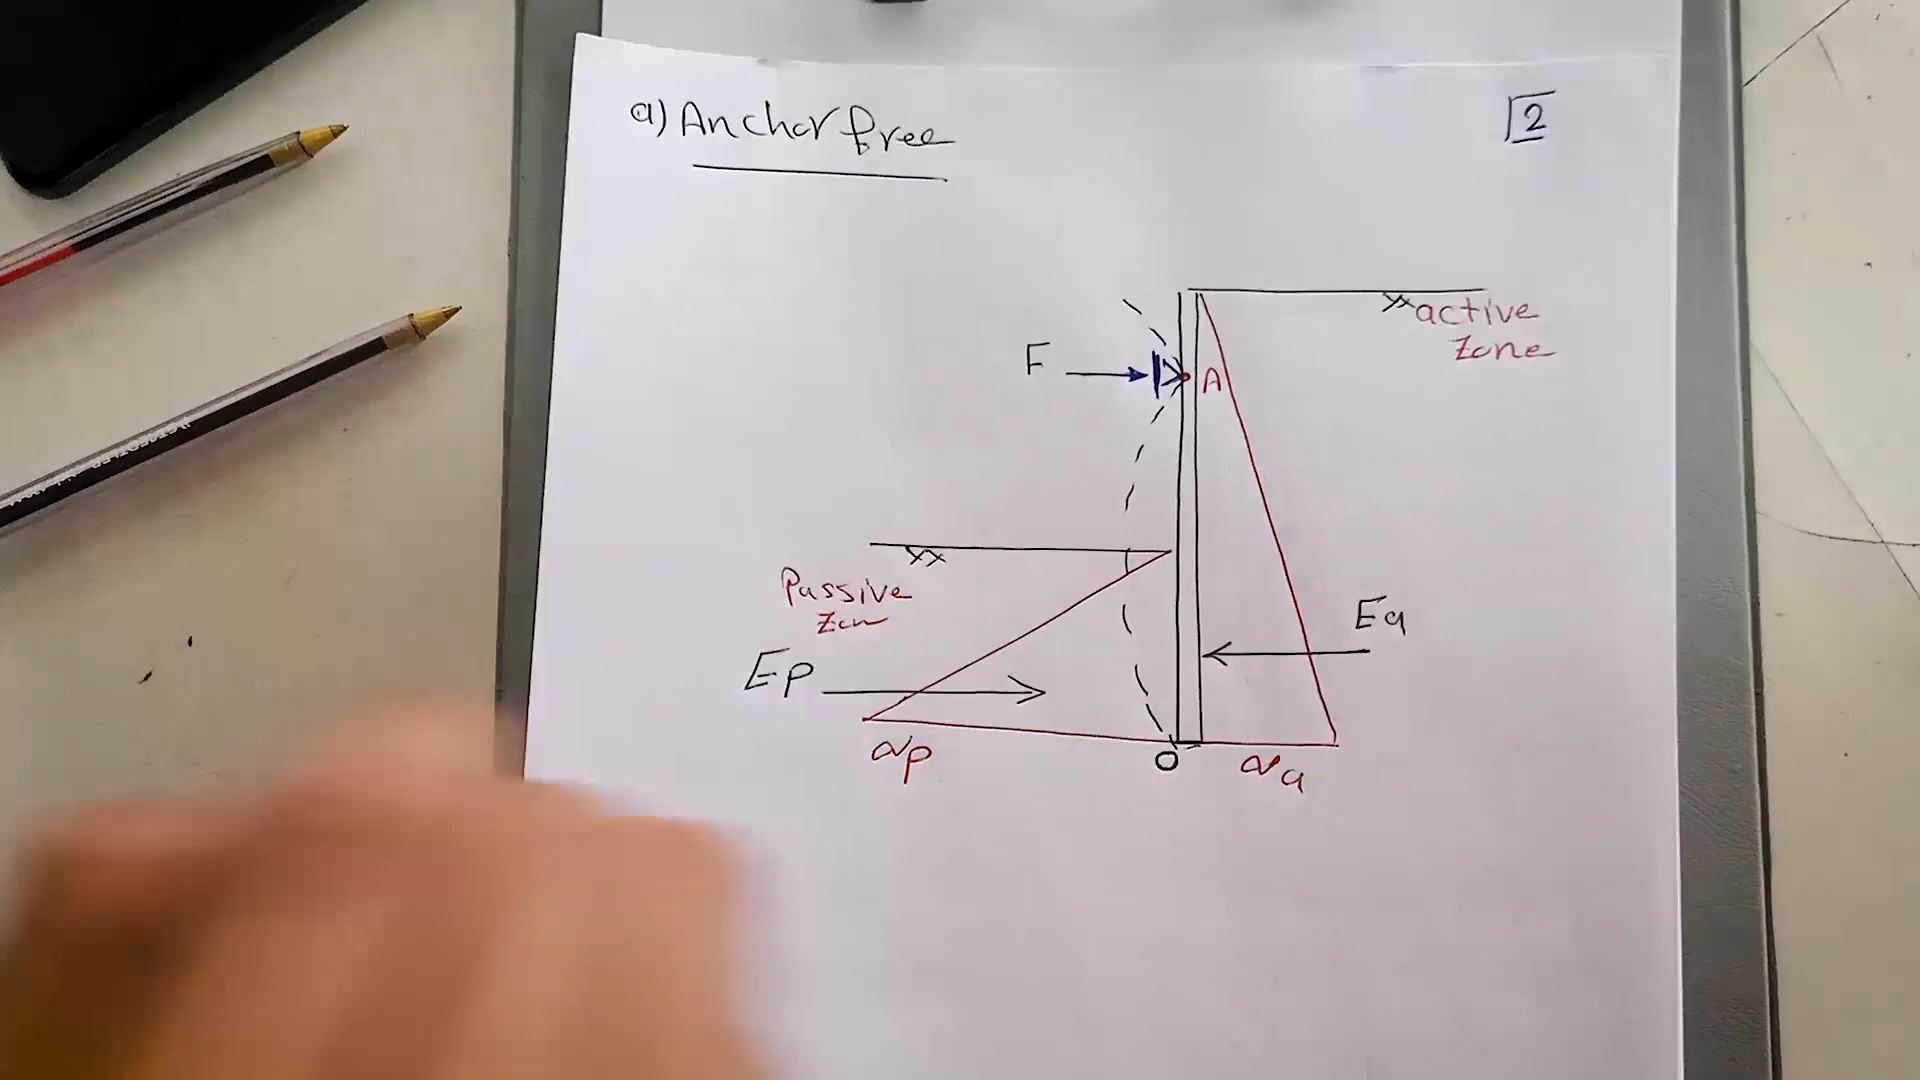 a) Anchor free
2
active
Zone
F
A
Passive
Zon
Ea
Ep
σp
O
σa